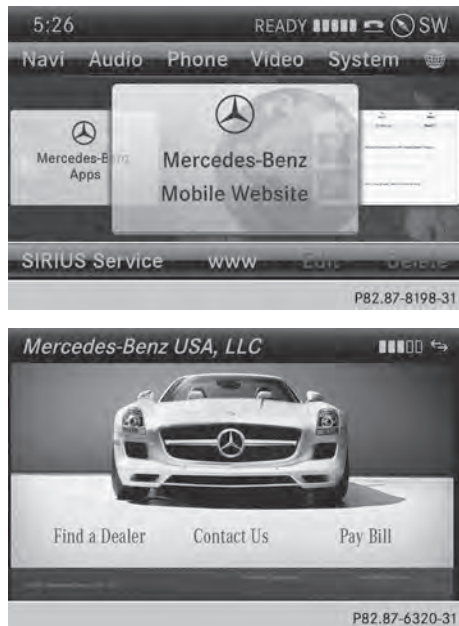 5:26 READY SW
Navi Audio Phone Video System
Mercedes-Benz
Apps
Mercedes-Benz
Mobile Website
SIRIUS Service www Edit Delete
P82.87-8198-31
Mercedes-Benz USA, LLC
Find a Dealer Contact Us Pay Bill
P82.87-6320-31